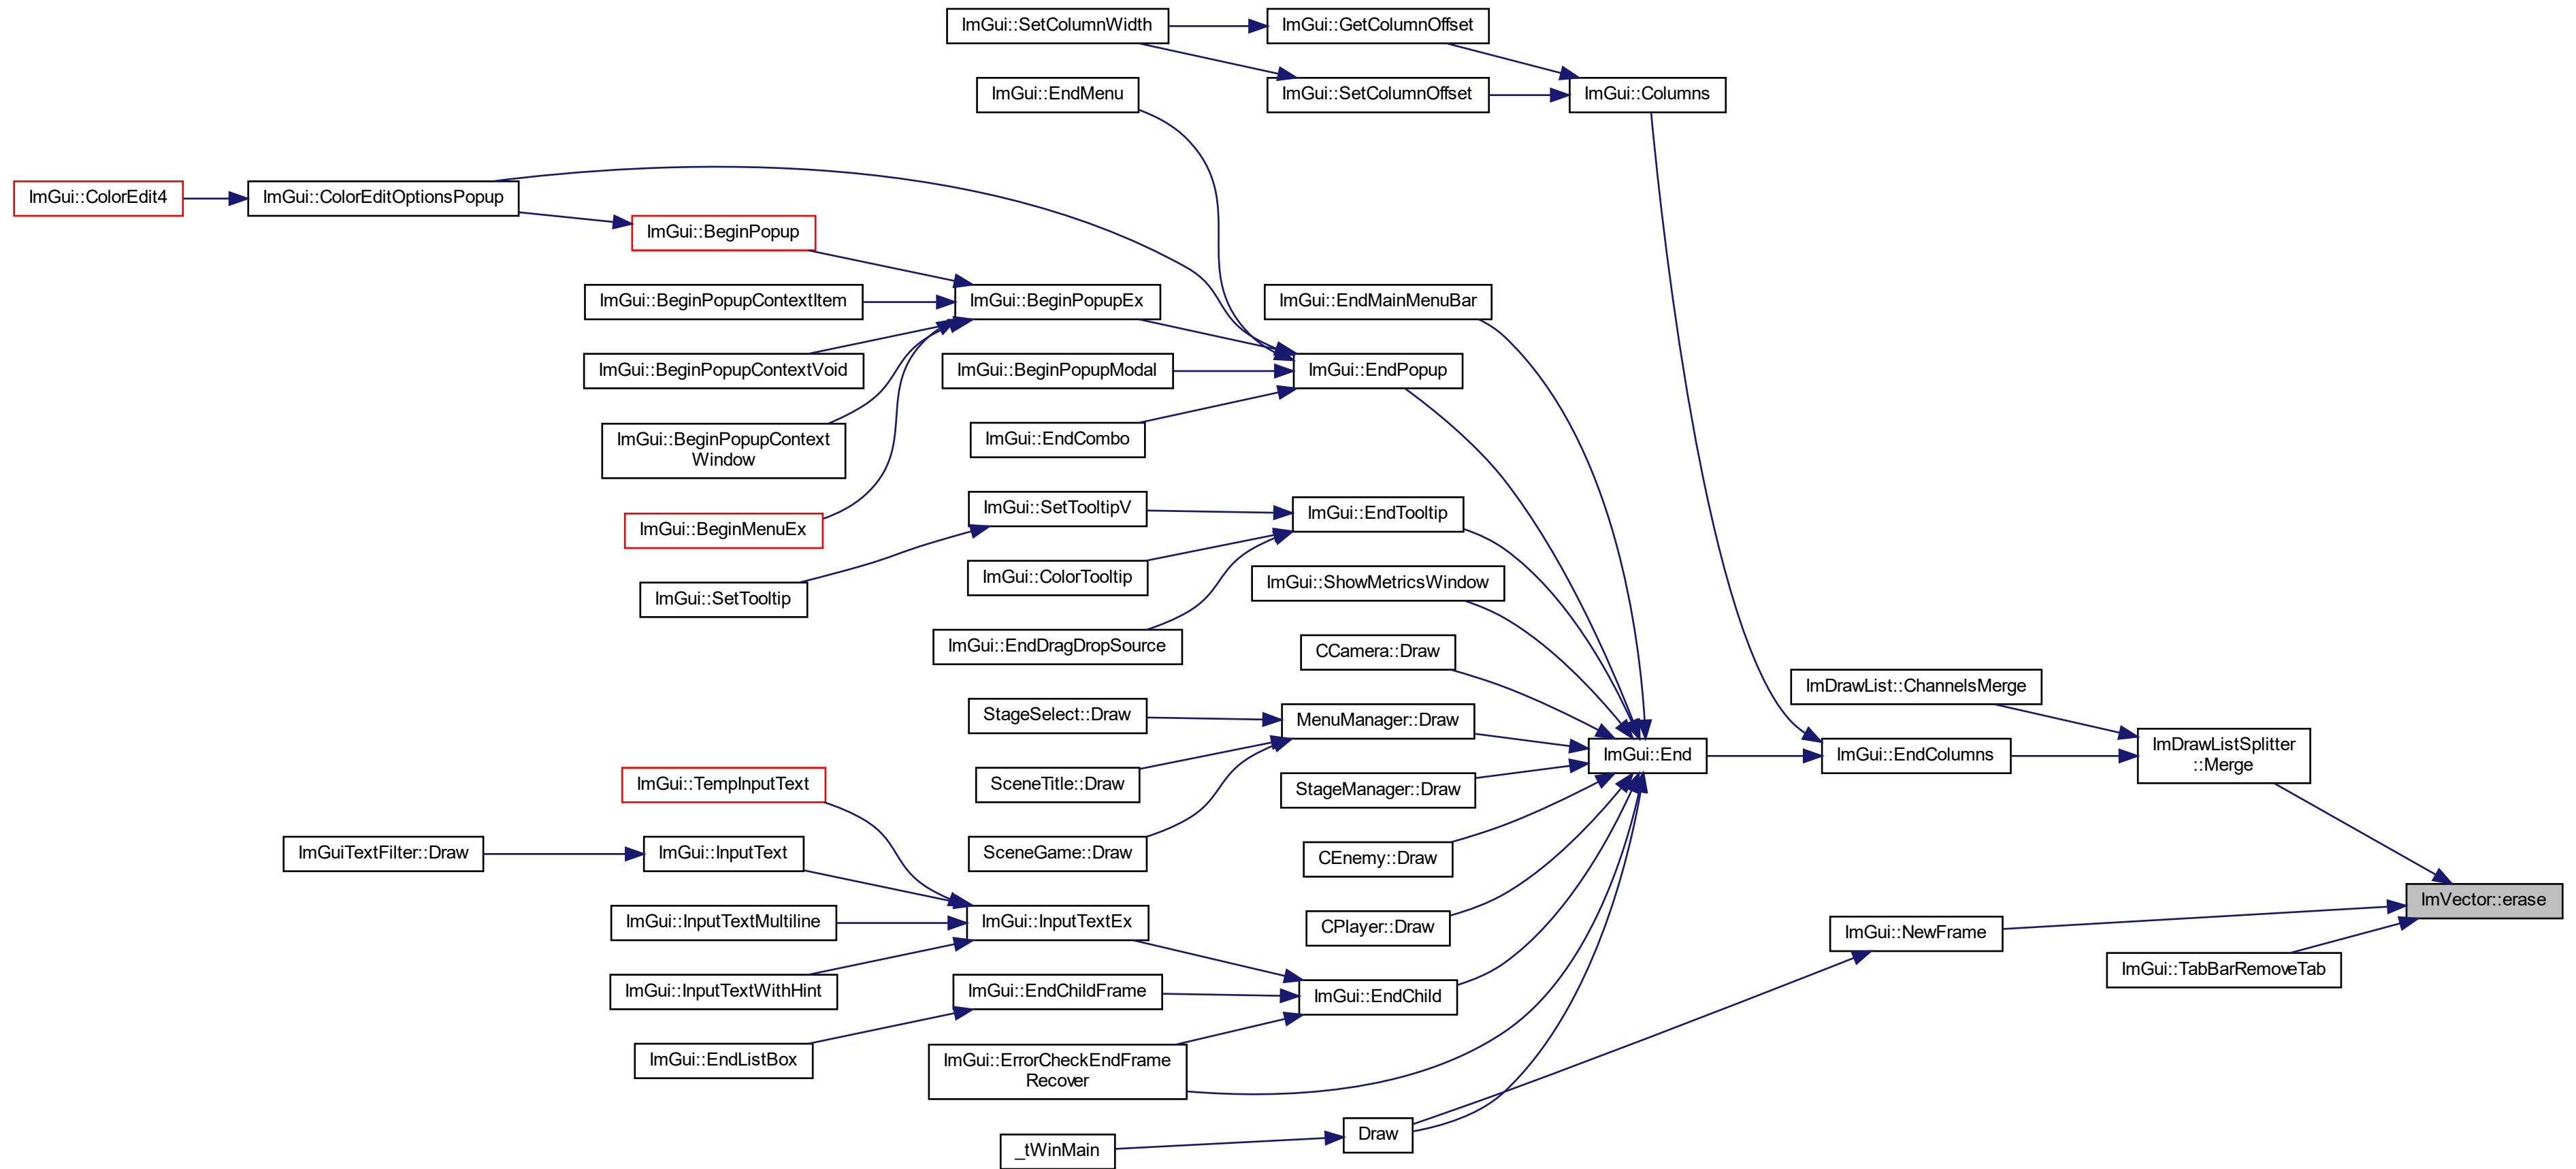 ImGui::SetColumnWidth
ImGui::GetColumnOffset
ImGui::EndMenu
ImGui::SetColumnOffset
ImGui::Columns
ImGui::ColorEdit4
ImGui::ColorEditOptionsPopup
ImGui::BeginPopup
ImGui::BeginPopupContextItem
ImGui::BeginPopupEx
ImGui::EndMainMenuBar
ImGui::BeginPopupContextVoid
ImGui::BeginPopupModal
ImGui::EndPopup
ImGui::BeginPopupContext
Window
ImGui::EndCombo
ImGui::BeginMenuEx
ImGui::SetTooltipV
ImGui::EndTooltip
ImGui::SetTooltip
ImGui::ColorTooltip
ImGui::ShowMetricsWindow
ImGui::EndDragDropSource
CCamera::Draw
ImDrawList::ChannelsMerge
StageSelect::Draw
MenuManager::Draw
ImGui::End
ImGui::EndColumns
ImDrawListSplitter
::Merge
ImGui::TempInputText
SceneTitle::Draw
StageManager::Draw
ImGuiTextFilter::Draw
ImGui::InputText
SceneGame::Draw
CEnemy::Draw
ImVector::erase
ImGui::InputTextMultiline
ImGui::InputTextEx
CPlayer::Draw
ImGui::NewFrame
ImGui::TabBarRemoveTab
ImGui::InputTextWithHint
ImGui::EndChildFrame
ImGui::EndChild
ImGui::EndListBox
ImGui::ErrorCheckEndFrame
Recover
Draw
_tWinMain